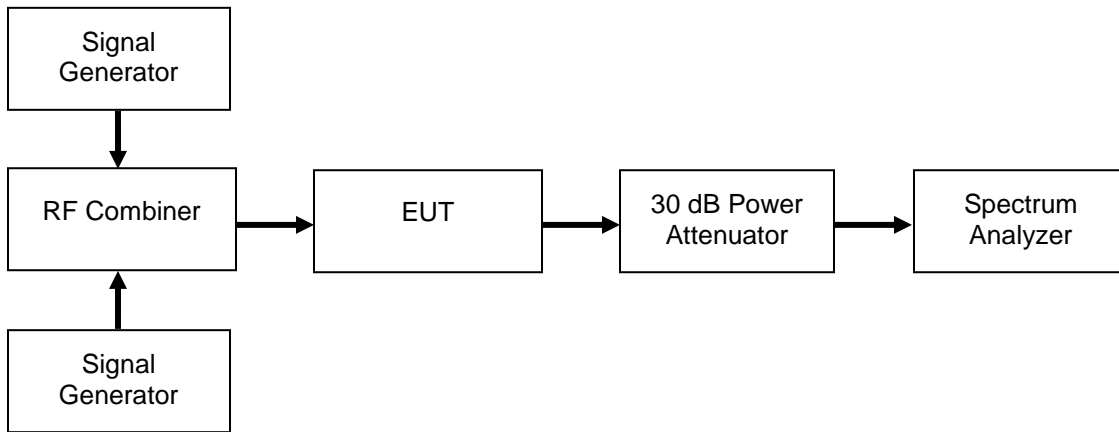 Signal
Generator
RF Combiner
EUT
30 dB Power
Attenuator
Spectrum
Analyzer
Signal
Generator